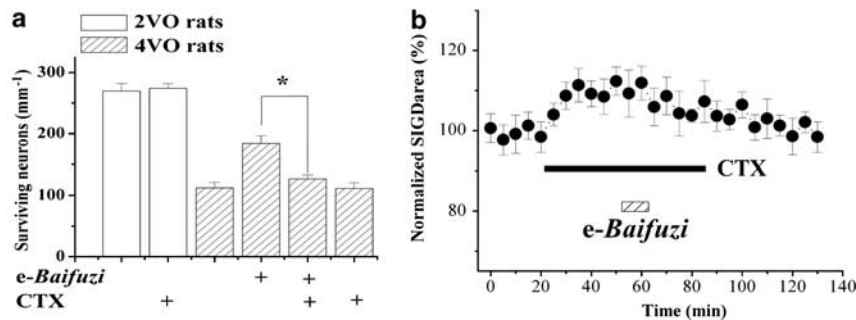 a
2VO rats
4VO rats
Surviving neurons (mm⁻¹)
300
200
100
0
*
e-Baifuzi + +
CTX + + +
b
Normalized SIGDarea (%)
120
100
80
CTX
e-Baifuzi
0 20 40 60 80 100 120 140
Time (min)